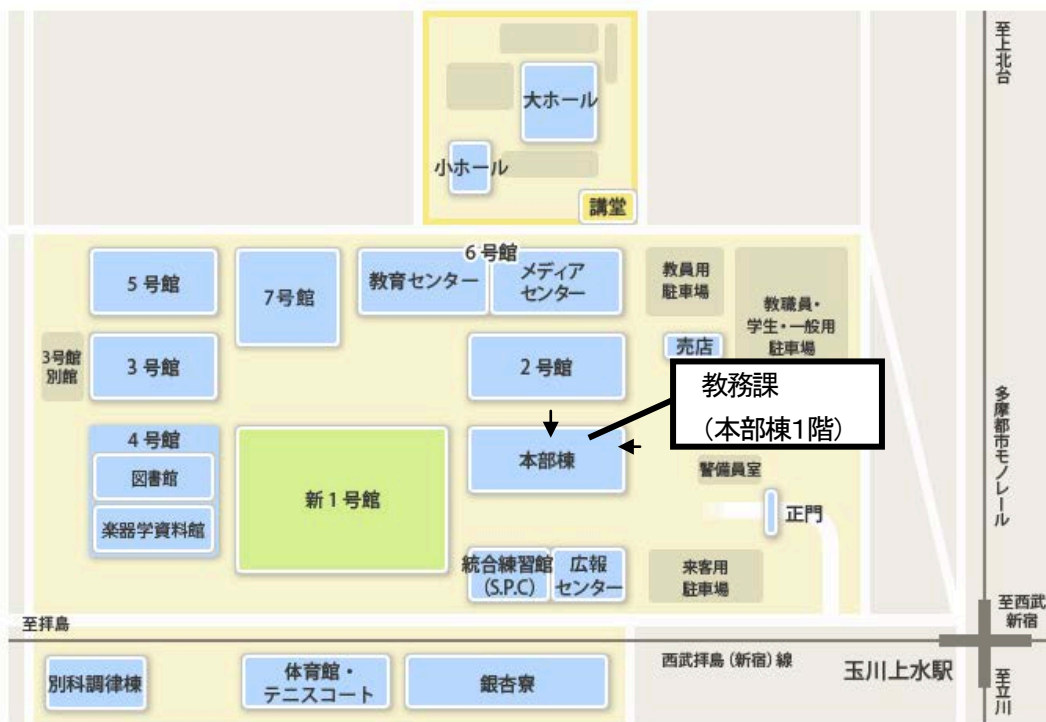 至上北台
大ホール
小ホール
講堂
6号館
5号館
7号館
教育センター
メディア
センター
教員用
駐車場
教職員・
学生・一般用
駐車場
売店
3号館
別館
3号館
2号館
教務課
（本部棟1階）
4号館
図書館
楽器学資料館
新1号館
本部棟
警備員室
正門
多摩都市モノレール
統合練習館
(S.P.C)
広報
センター
来客用
駐車場
至拝島
至西武
新宿
西武拝島(新宿)線
玉川上水駅
至立川
別科調律棟
体育館・
テニスコート
銀杏寮